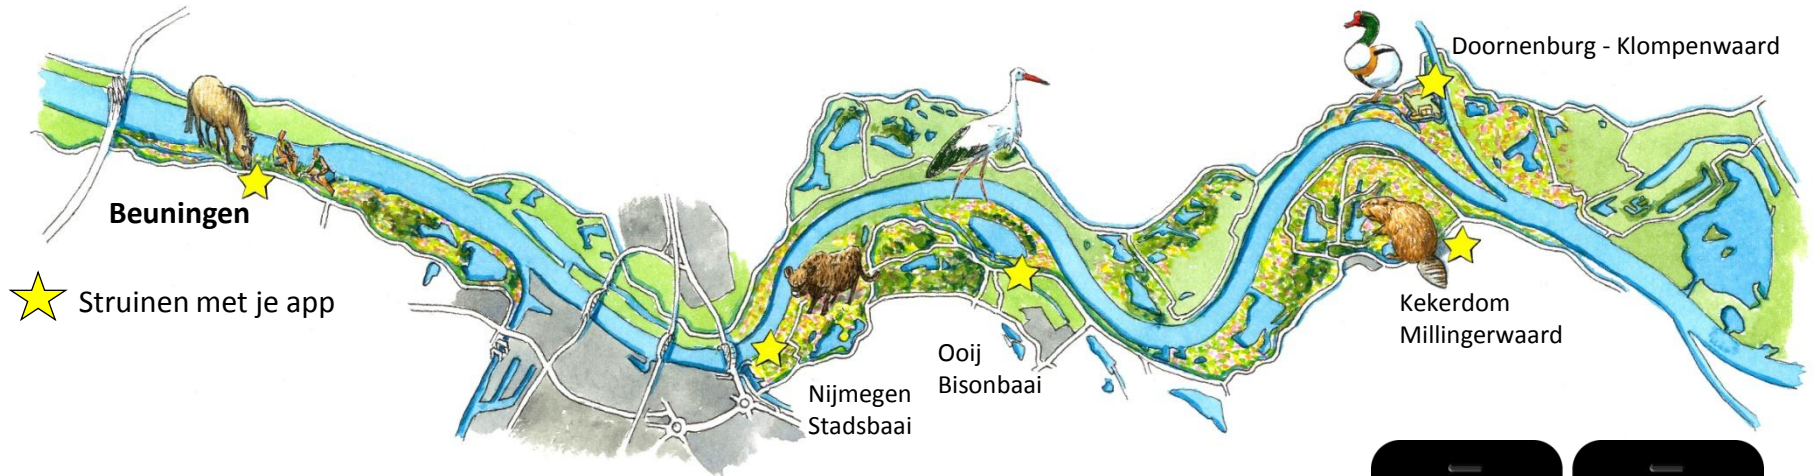 Doornenburg - Klompenwaard
Beuningen
Struinen met je app
Kekerdom
Millingerwaard
Ooij
Bisonbaai
Nijmegen
Stadsbaai